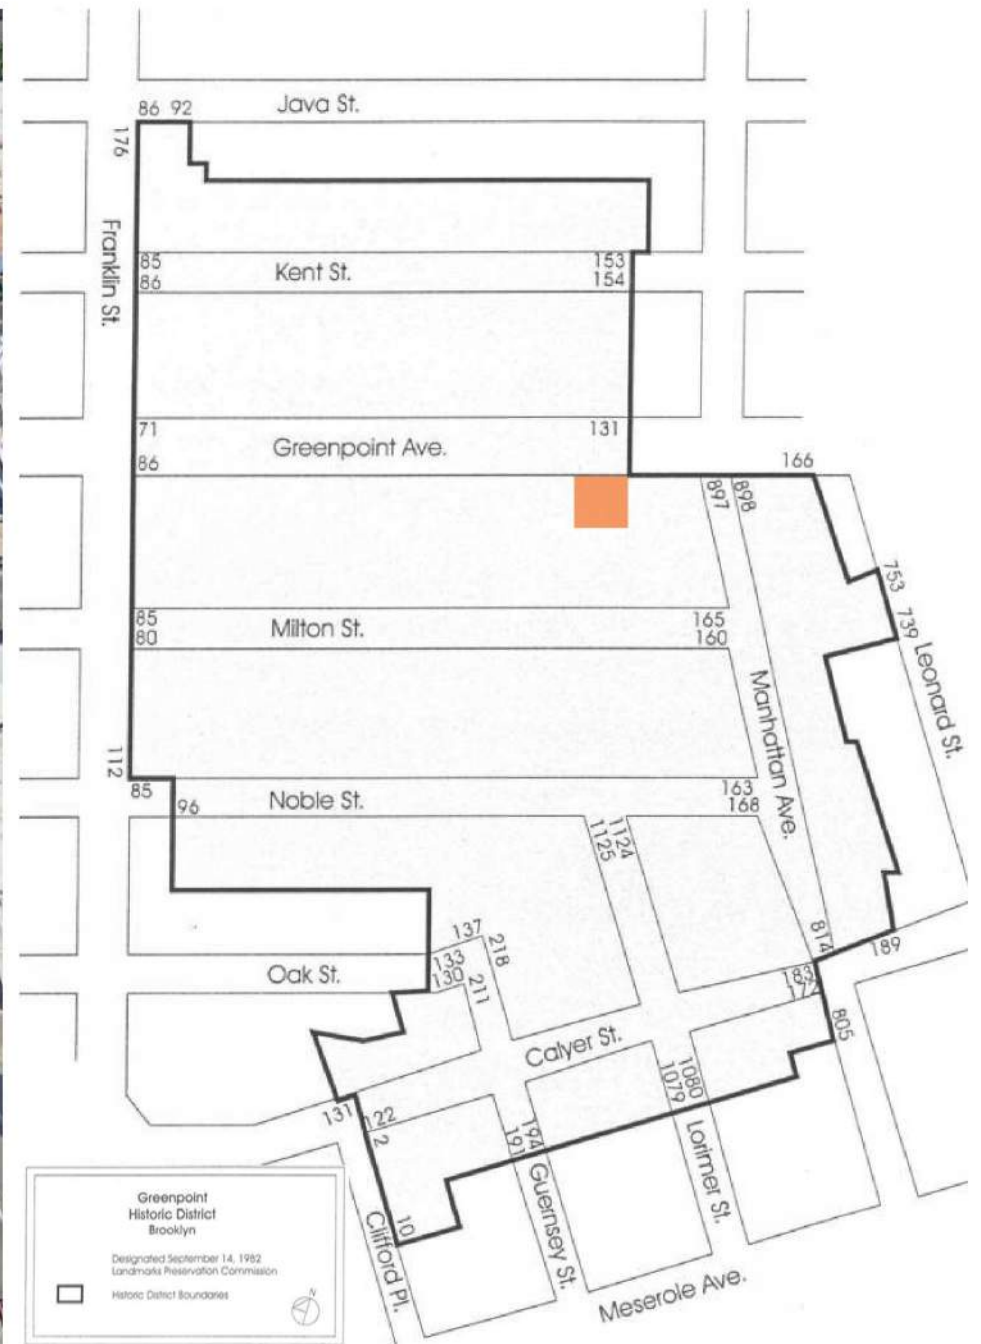 86 92
Java St.
176
Franklin St.
85
86
Kent St.
153
154
71
86
Greenpoint Ave.
131
166
897
898
85
80
Milton St.
165
160
753
739
Leonard St.
Manhattan Ave.
112
85
96
Noble St.
163
168
1124
1125
137
218
133
130
211
Oak St.
814
189
183
172
805
Calyer St.
131
122
2
10
1080
1079
194
191
Lorimer St.
Guernsey St.
Clifford Pl.
Meserole Ave.
Greenpoint
Historic District
Brooklyn
Designated September 14, 1982
Landmarks Preservation Commission
Historic District Boundaries
N